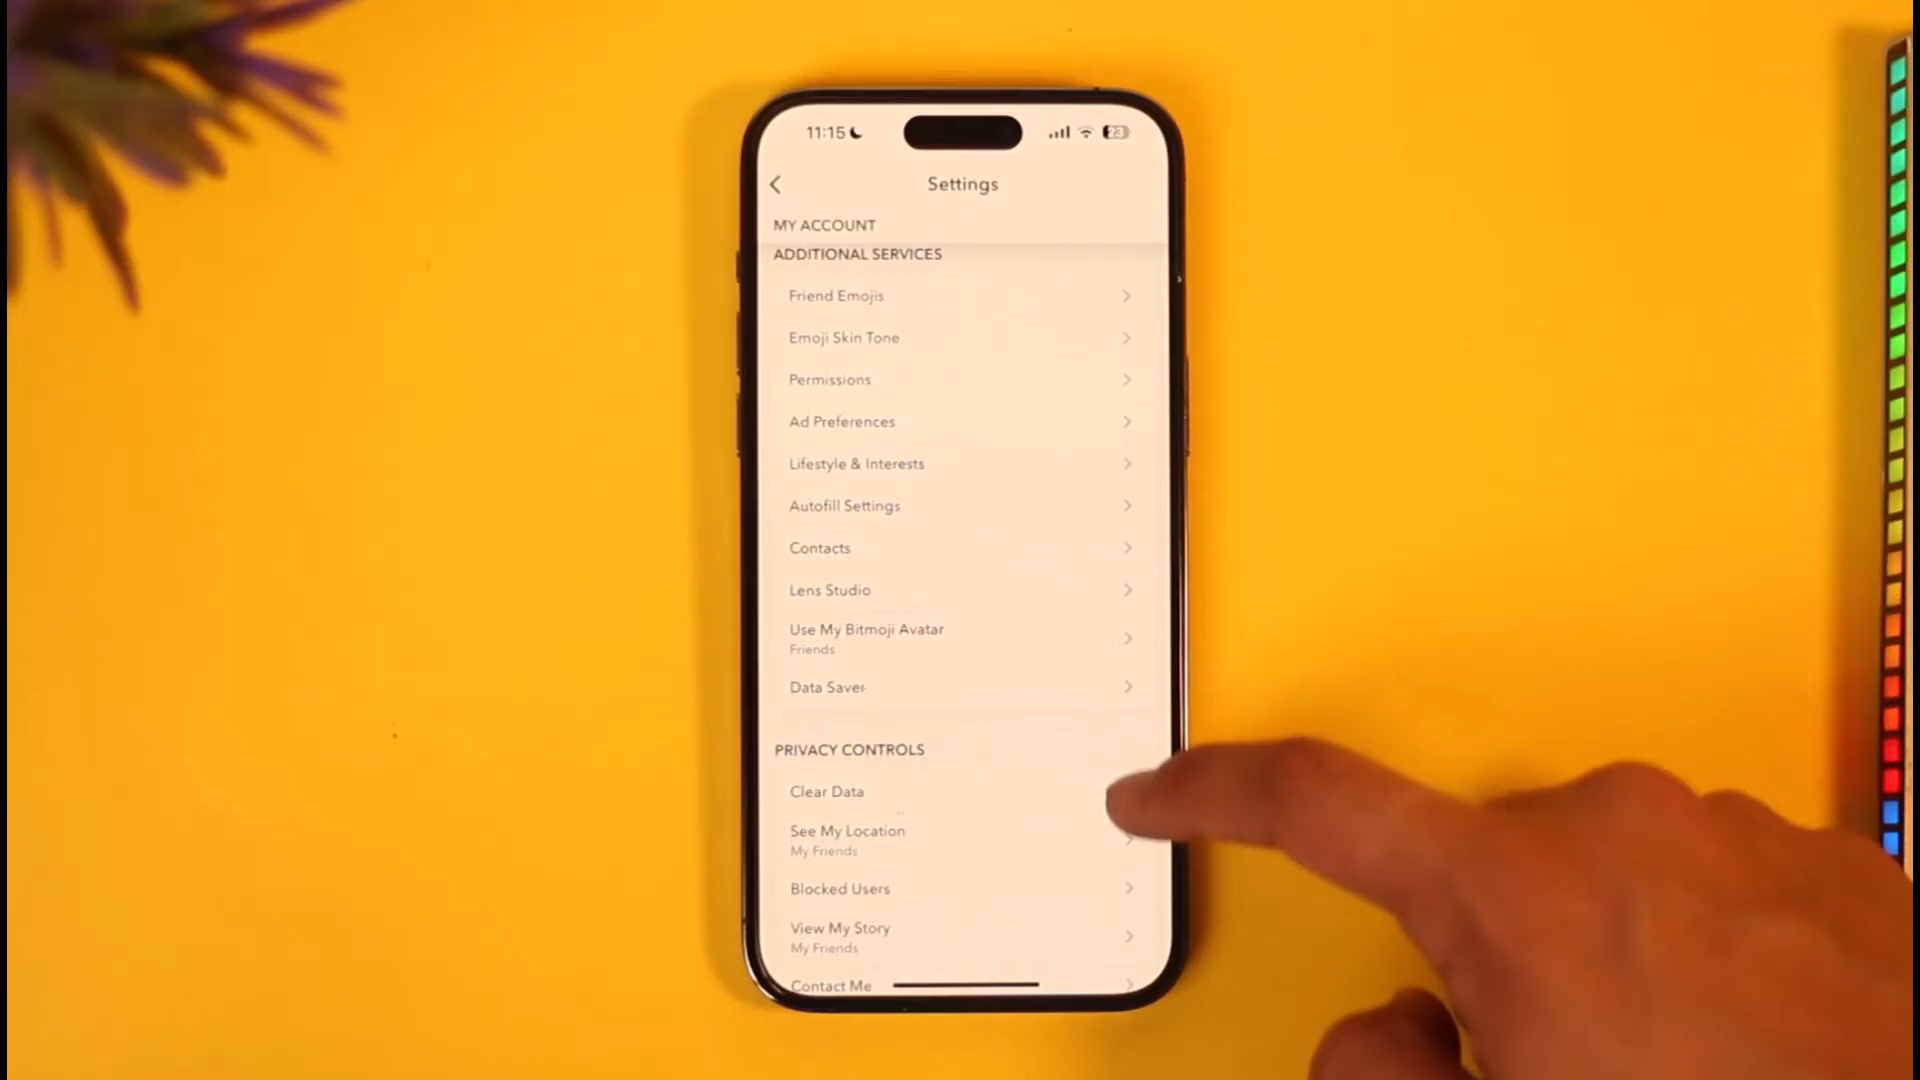 11:15
23
Settings
MY ACCOUNT
ADDITIONAL SERVICES
Friend Emojis
Emoji Skin Tone
Permissions
Ad Preferences
Lifestyle & Interests
Autofill Settings
Contacts
Lens Studio
Use My Bitmoji Avatar
Friends
Data Saver
PRIVACY CONTROLS
Clear Data
See My Location
My Friends
Blocked Users
View My Story
My Friends
Contact Me